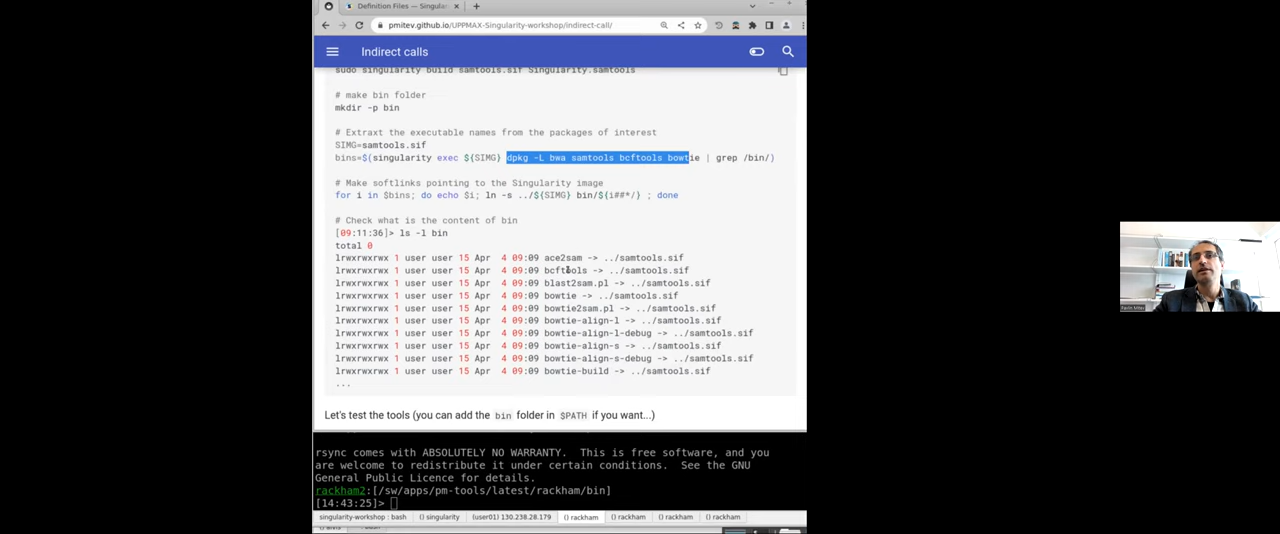 Definition Files — Singula
pmitev.github.io/UPPMAX-Singularity-workshop/indirect-call/
Indirect calls
sudo singularity build samtools.sif Singularity.samtools
# make bin folder
mkdir -p bin
# Extraxt the executable names from the packages of interest
SIMG=samtools.sif
bins=$(singularity exec ${SIMG} dpkg -L bwa samtools bcftools bowtie | grep /bin/)
# Make softlinks pointing to the Singularity image
for i in $bins; do echo $i; ln -s ../${SIMG} bin/${i##*/} ; done
# Check what is the content of bin
[09:11:36]> ls -l bin
total 0
lrwxrwxrwx 1 user user 15 Apr  4 09:09 ace2sam -> ../samtools.sif
lrwxrwxrwx 1 user user 15 Apr  4 09:09 bcftools -> ../samtools.sif
lrwxrwxrwx 1 user user 15 Apr  4 09:09 blast2sam.pl -> ../samtools.sif
lrwxrwxrwx 1 user user 15 Apr  4 09:09 bowtie -> ../samtools.sif
lrwxrwxrwx 1 user user 15 Apr  4 09:09 bowtie2sam.pl -> ../samtools.sif
lrwxrwxrwx 1 user user 15 Apr  4 09:09 bowtie-align-l -> ../samtools.sif
lrwxrwxrwx 1 user user 15 Apr  4 09:09 bowtie-align-l-debug -> ../samtools.sif
lrwxrwxrwx 1 user user 15 Apr  4 09:09 bowtie-align-s -> ../samtools.sif
lrwxrwxrwx 1 user user 15 Apr  4 09:09 bowtie-align-s-debug -> ../samtools.sif
lrwxrwxrwx 1 user user 15 Apr  4 09:09 bowtie-build -> ../samtools.sif
...
Let's test the tools (you can add the bin folder in $PATH if you want...)
rsync comes with ABSOLUTELY NO WARRANTY.  This is free software, and you
are welcome to redistribute it under certain conditions.  See the GNU
General Public Licence for details.
rackham2:[/sw/apps/pm-tools/latest/rackham/bin]
[14:43:25]>
singularity-workshop : bash () singularity (user01) 130.238.28.179 () rackham () rackham () rackham () rackham